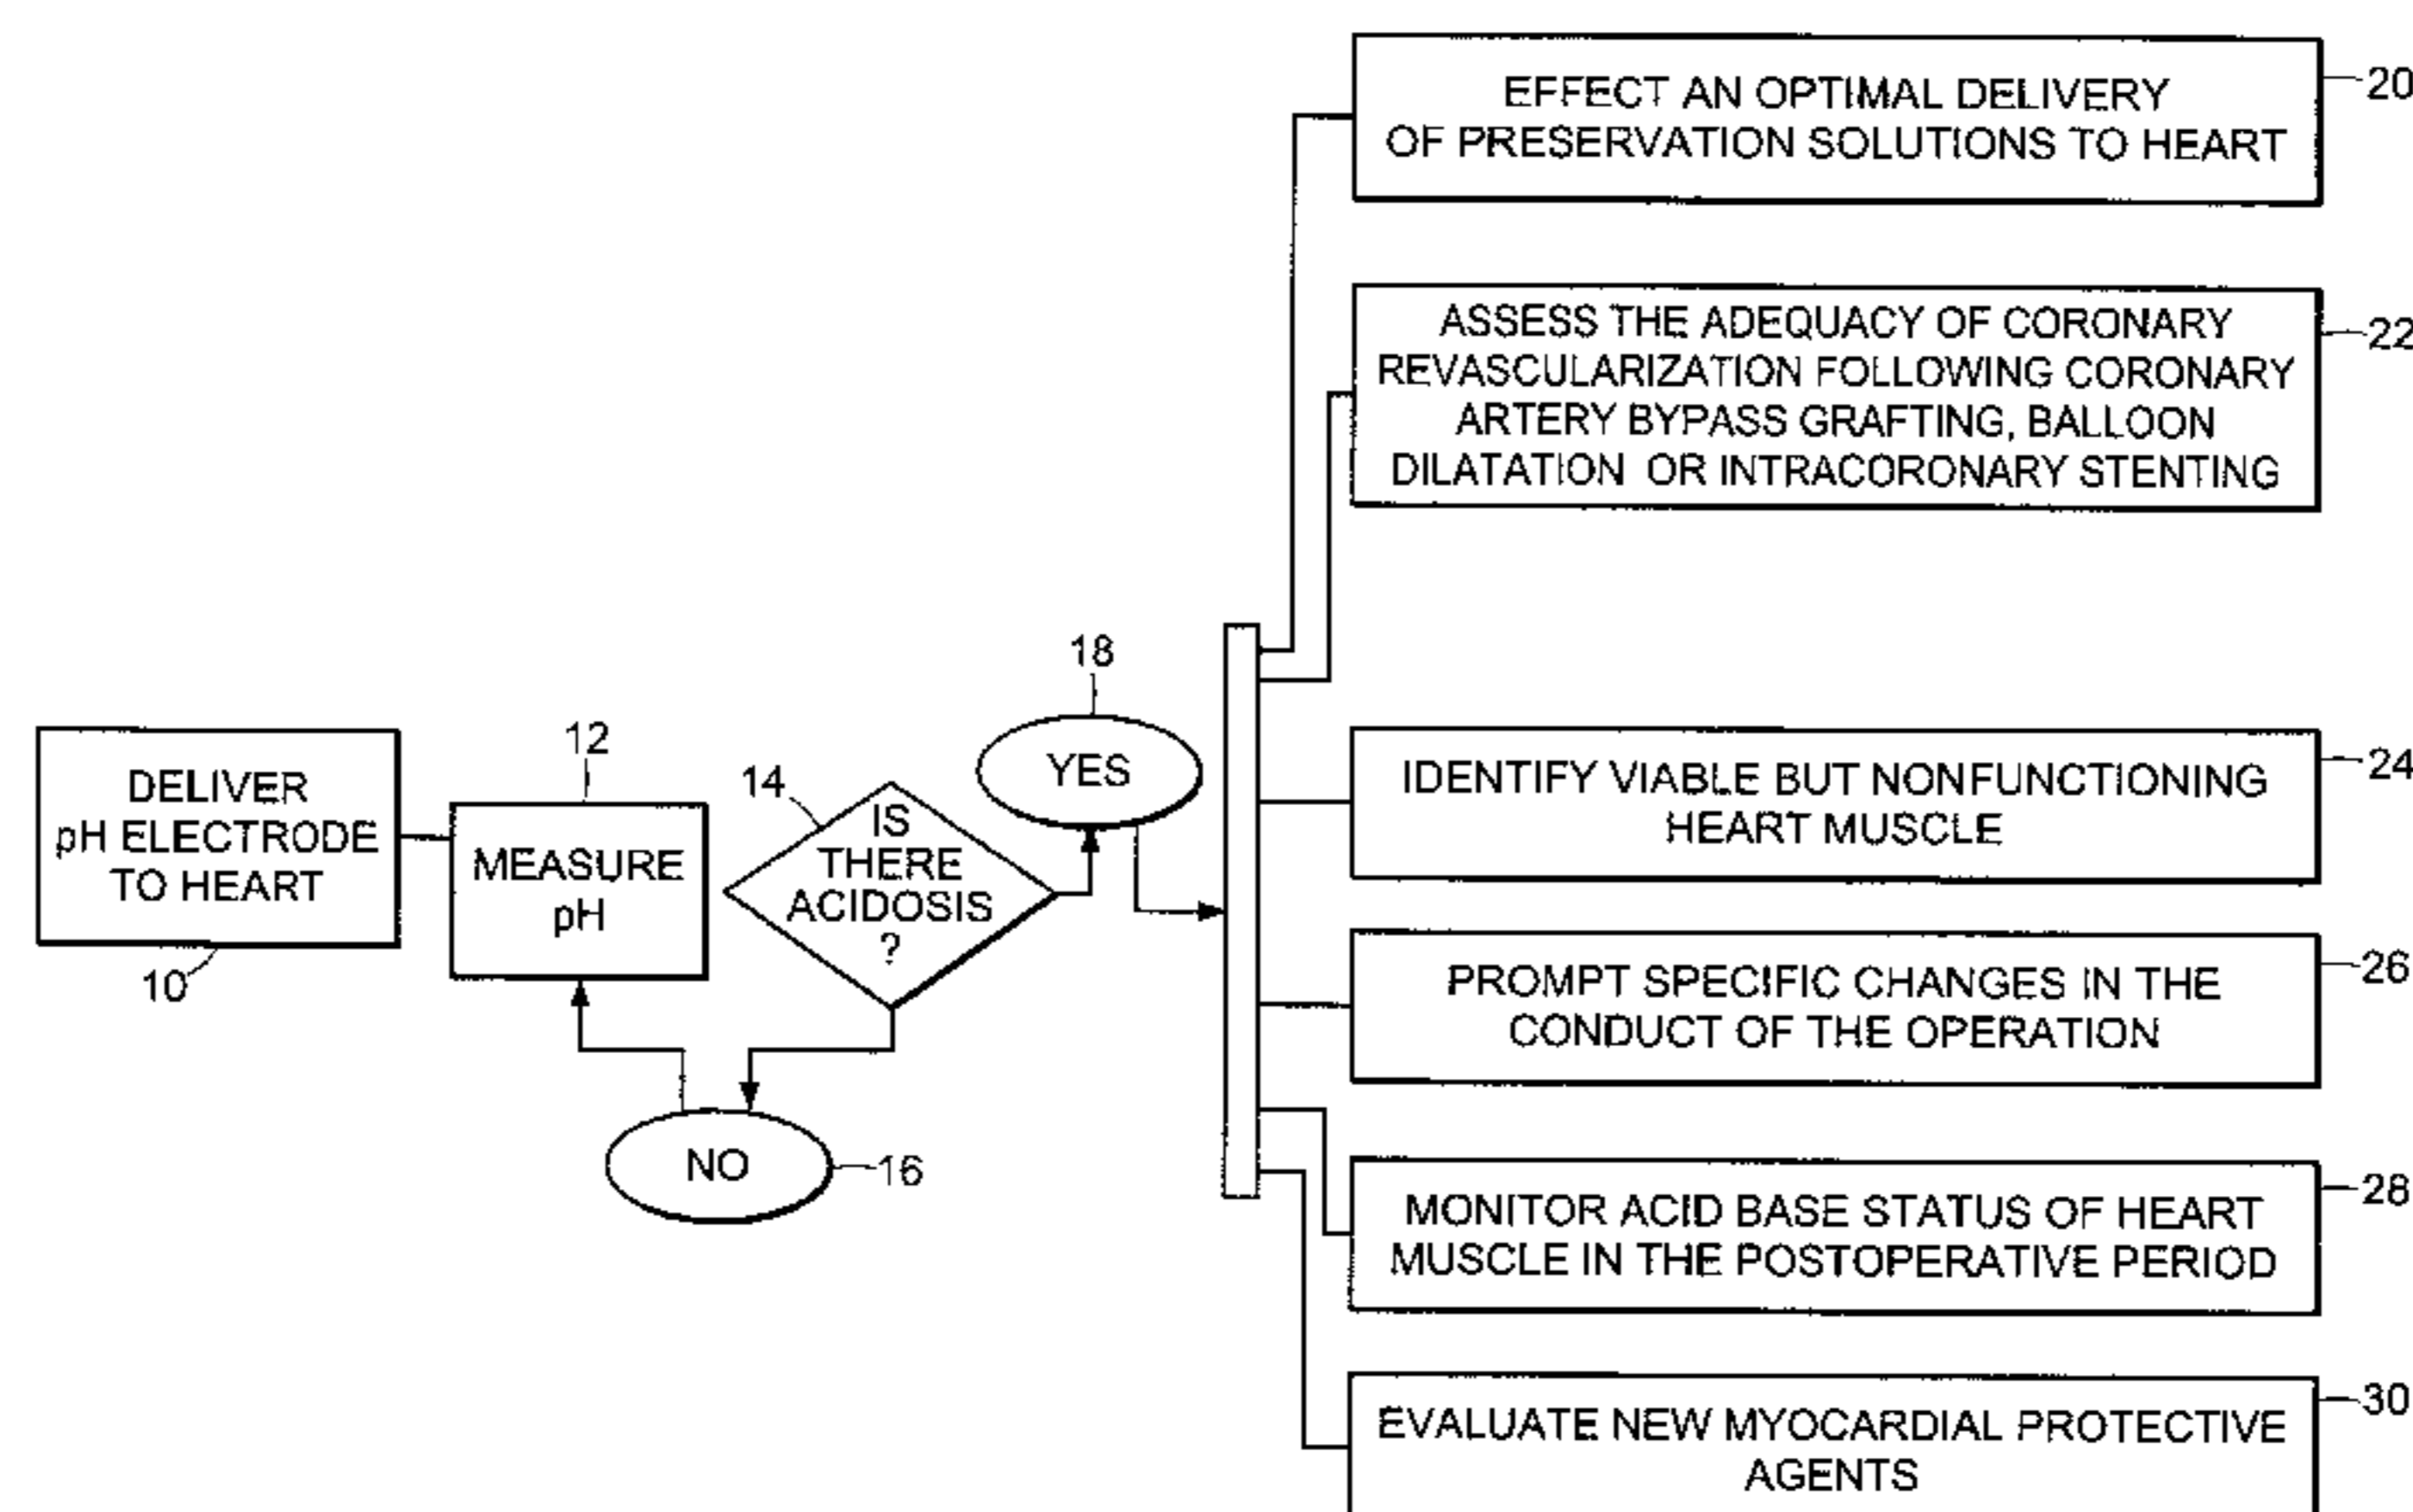 DELIVER
pH ELECTRODE
TO HEART
10
12
MEASURE
pH
14
IS
THERE
ACIDOSIS
?
NO
16
18
YES
EFFECT AN OPTIMAL DELIVERY
OF PRESERVATION SOLUTIONS TO HEART
20
ASSESS THE ADEQUACY OF CORONARY
REVASCULARIZATION FOLLOWING CORONARY
ARTERY BYPASS GRAFTING, BALLOON
DILATATION OR INTRACORONARY STENTING
22
IDENTIFY VIABLE BUT NONFUNCTIONING
HEART MUSCLE
24
PROMPT SPECIFIC CHANGES IN THE
CONDUCT OF THE OPERATION
26
MONITOR ACID BASE STATUS OF HEART
MUSCLE IN THE POSTOPERATIVE PERIOD
28
EVALUATE NEW MYOCARDIAL PROTECTIVE
AGENTS
30